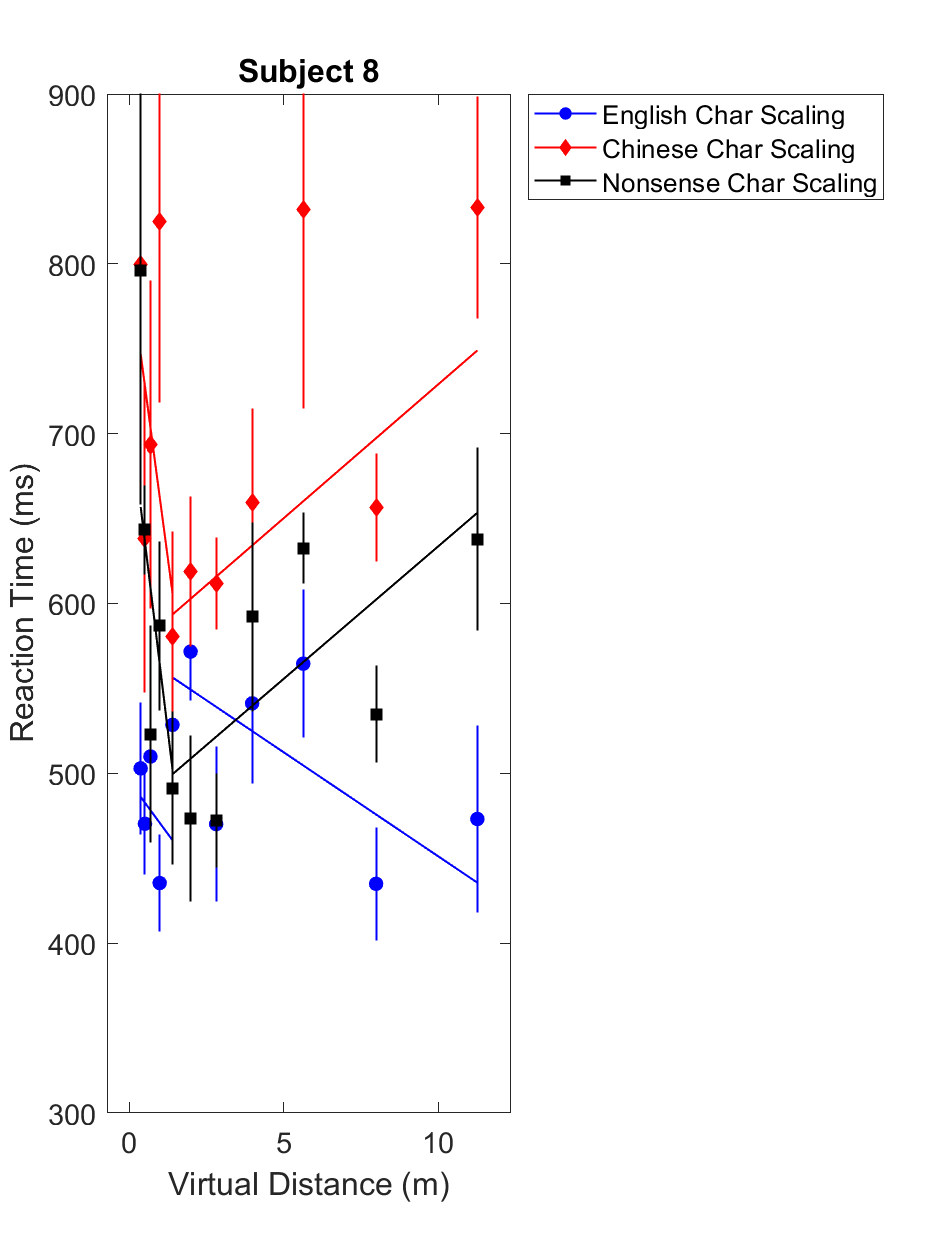 Subject 8
900
800
700
600
500
400
300
0 5 10
Reaction Time (ms)
Virtual Distance (m)
English Char Scaling
Chinese Char Scaling
Nonsense Char Scaling